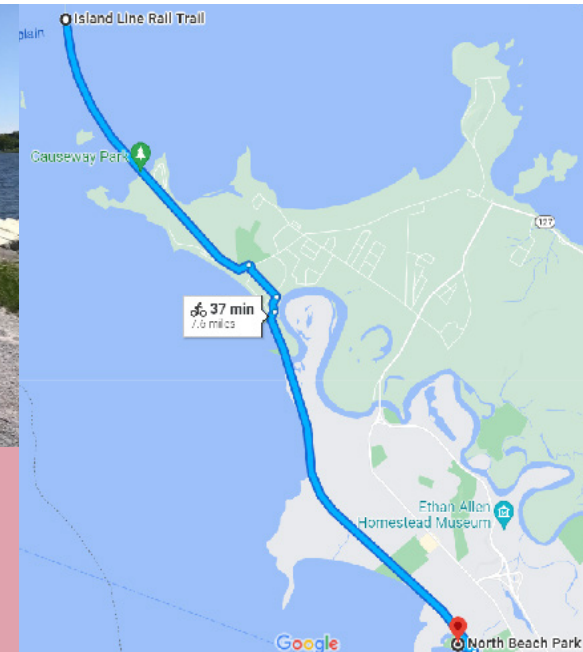 Island Line Rail Trail
plain
Causeway Park
127
37 min
7.6 miles
Ethan Allen
Homestead Museum
Google
North Beach Park